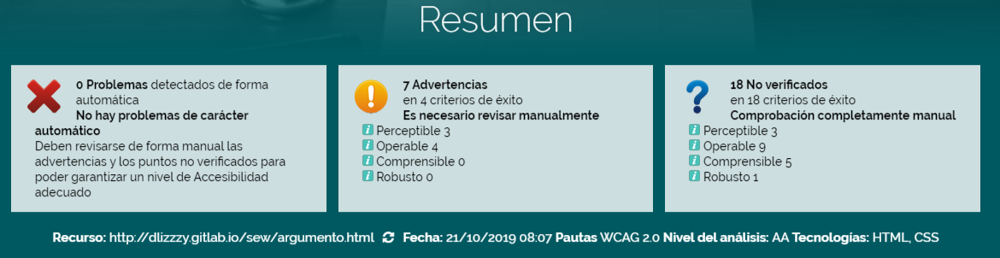 Resumen
0 Problemas detectados de forma
automática
No hay problemas de carácter
automático
Deben revisarse de forma manual las
advertencias y los puntos no verificados para
poder garantizar un nivel de Accesibilidad
adecuado
7 Advertencias
en 4 criterios de éxito
Es necesario revisar manualmente
Perceptible 3
Operable 4
Comprensible 0
Robusto 0
18 No verificados
en 18 criterios de éxito
Comprobación completamente manual
Perceptible 3
Operable 9
Comprensible 5
Robusto 1
Recurso: http://dlizzzy.gitlab.io/sew/argumento.html Fecha: 21/10/2019 08:07 Pautas WCAG 2.0 Nivel del análisis: AA Tecnologías: HTML, CSS